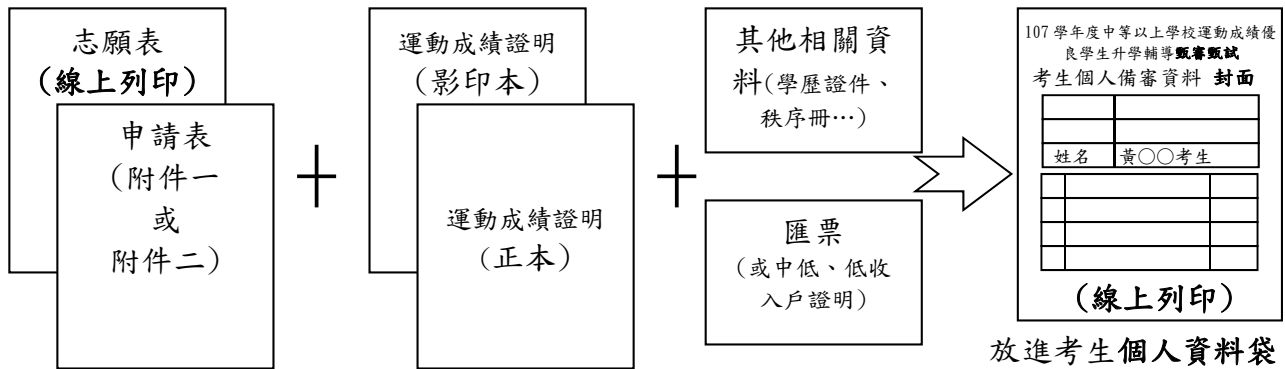 志願表
(線上列印)
申請表
(附件一
或
附件二)
運動成績證明
(影印本)
運動成績證明
(正本)
其他相關資
料(學歷證件、
秩序冊…)
匯票
(或中低、低收
入戶證明)
107 學年度中等以上學校運動成績優
良學生升學輔導甄審甄試
考生個人備審資料 封面
姓名 黃○○考生
(線上列印)
放進考生個人資料袋